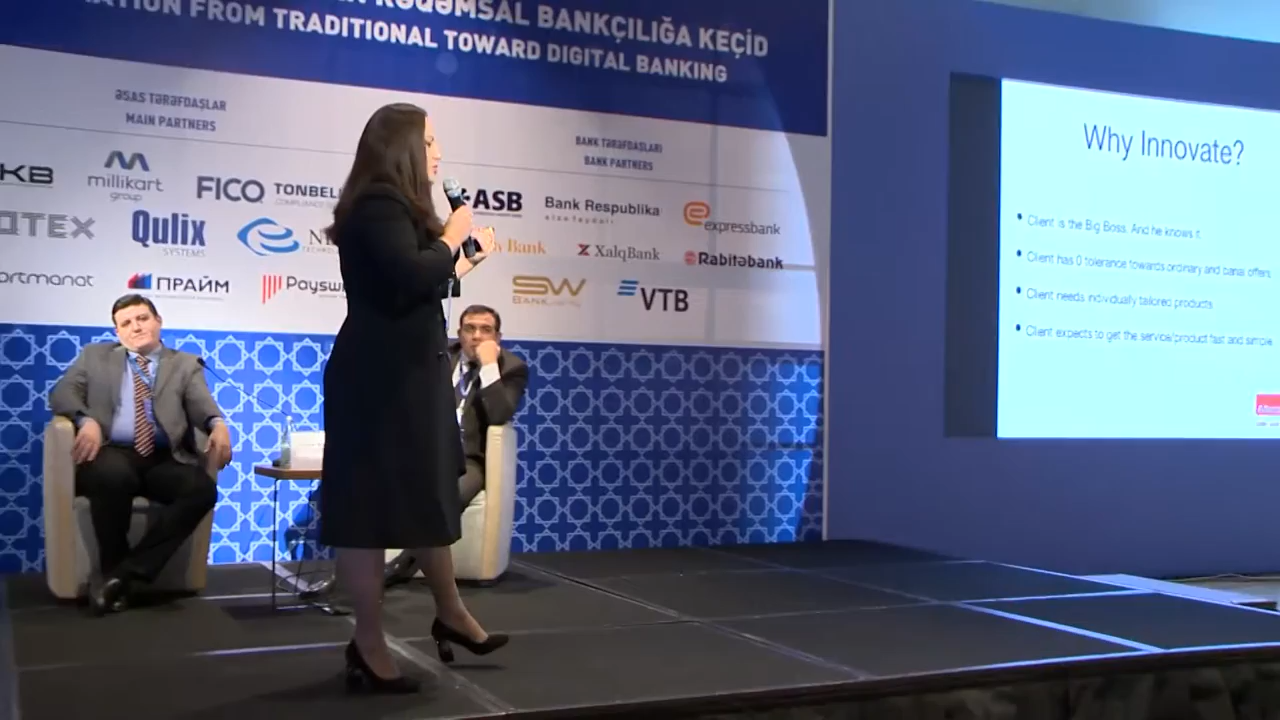 RƏQƏMSAL BANKÇILIĞA KEÇİD
FROM TRADITIONAL TOWARD DIGITAL BANKING
ƏSAS TƏRƏFDAŞLAR
MAIN PARTNERS
BANK TƏRƏFDAŞLARI
BANK PARTNERS
millikart
group
FICO
ASB
Bank Respublika
expressbank
Qulix
SYSTEMS
Bank
XalqBank
Rabitəbank
ПРАЙМ
SW
BANK
VTB
Why Innovate?
• Client is the Big Boss. And he knows it.
• Client has 0 tolerance towards ordinary and banal offers
• Client needs individually tailored products
• Client expects to get the service/product fast and simple